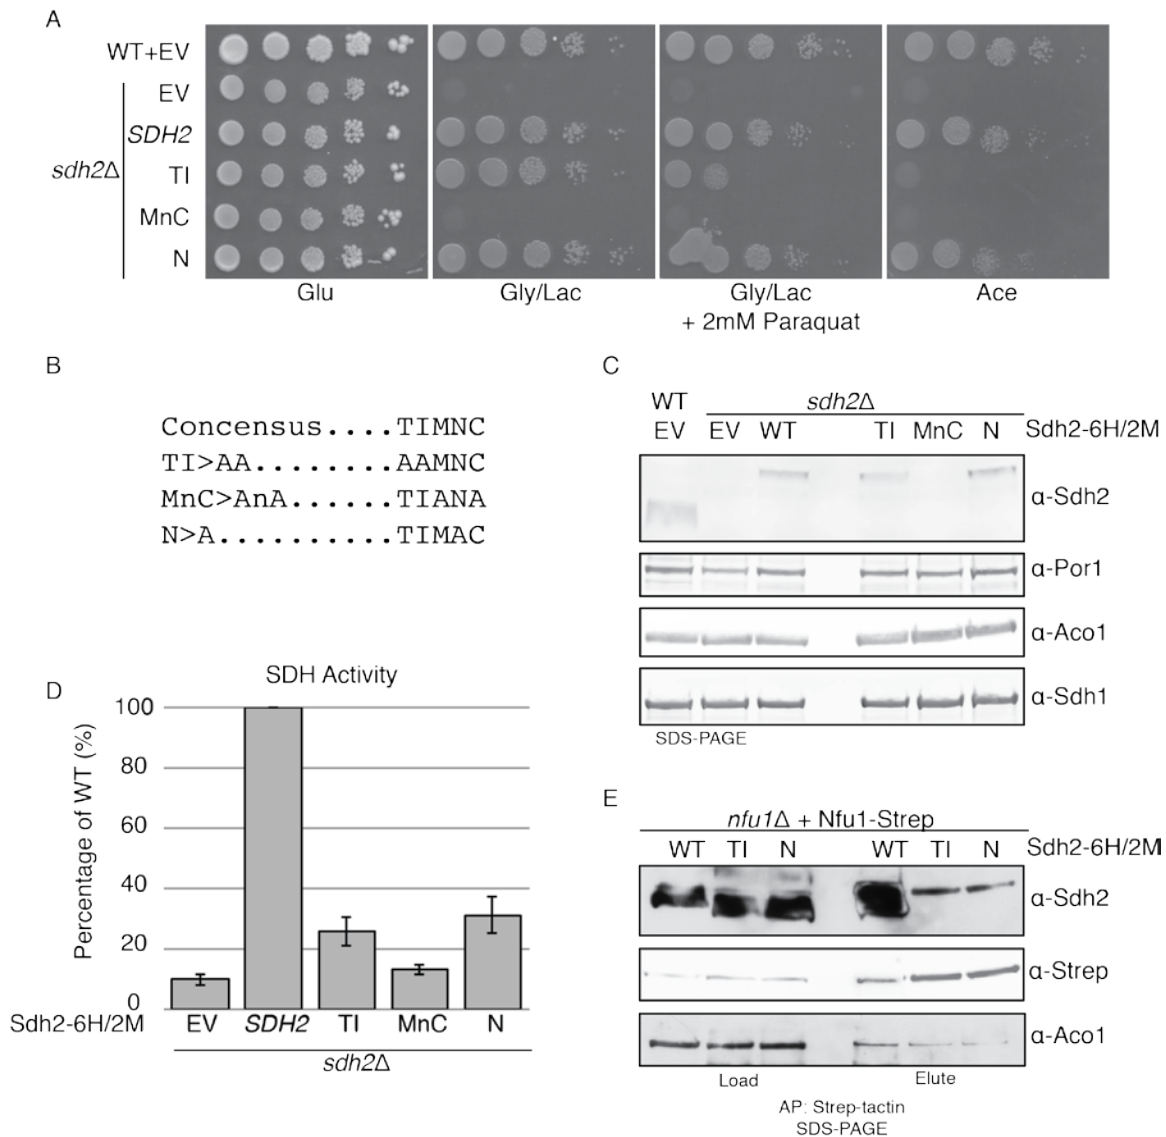 A
WT+EV
EV
SDH2
sdh2Δ
TI
MnC
N
Glu
Gly/Lac
Gly/Lac
+ 2mM Paraquat
Ace
B
Concensus....TIMNC
TI>AA........AAMNC
MnC>AnA......TIANA
N>A..........TIMAC
C
WT
sdh2Δ
EV EV WT TI MnC N Sdh2-6H/2M
α-Sdh2
α-Por1
α-Aco1
α-Sdh1
SDS-PAGE
D
SDH Activity
Percentage of WT (%)
100
80
60
40
20
0
Sdh2-6H/2M EV SDH2 TI MnC N
sdh2Δ
E
nfu1Δ + Nfu1-Strep
WT TI N WT TI N Sdh2-6H/2M
α-Sdh2
α-Strep
α-Aco1
Load Elute
AP: Strep-tactin
SDS-PAGE